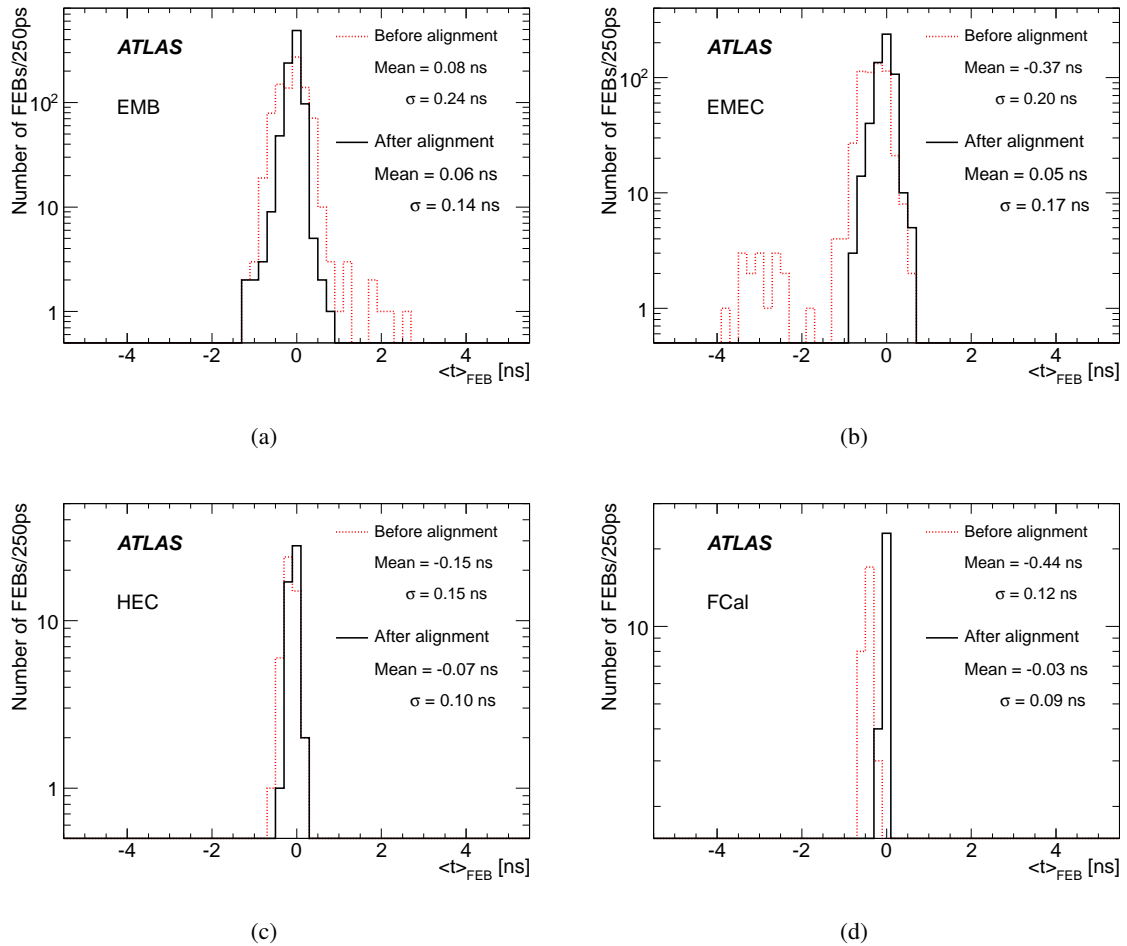 Number of FEBs/250ps
ATLAS
EMB
Before alignment
Mean = 0.08 ns
σ = 0.24 ns
After alignment
Mean = 0.06 ns
σ = 0.14 ns
10²
10
1
-4 -2 0 2 4
<t>FEB [ns]
(a)
Number of FEBs/250ps
ATLAS
EMEC
Before alignment
Mean = -0.37 ns
σ = 0.20 ns
After alignment
Mean = 0.05 ns
σ = 0.17 ns
10²
10
1
-4 -2 0 2 4
<t>FEB [ns]
(b)
Number of FEBs/250ps
ATLAS
HEC
Before alignment
Mean = -0.15 ns
σ = 0.15 ns
After alignment
Mean = -0.07 ns
σ = 0.10 ns
10
1
-4 -2 0 2 4
<t>FEB [ns]
(c)
Number of FEBs/250ps
ATLAS
FCal
Before alignment
Mean = -0.44 ns
σ = 0.12 ns
After alignment
Mean = -0.03 ns
σ = 0.09 ns
10
-4 -2 0 2 4
<t>FEB [ns]
(d)